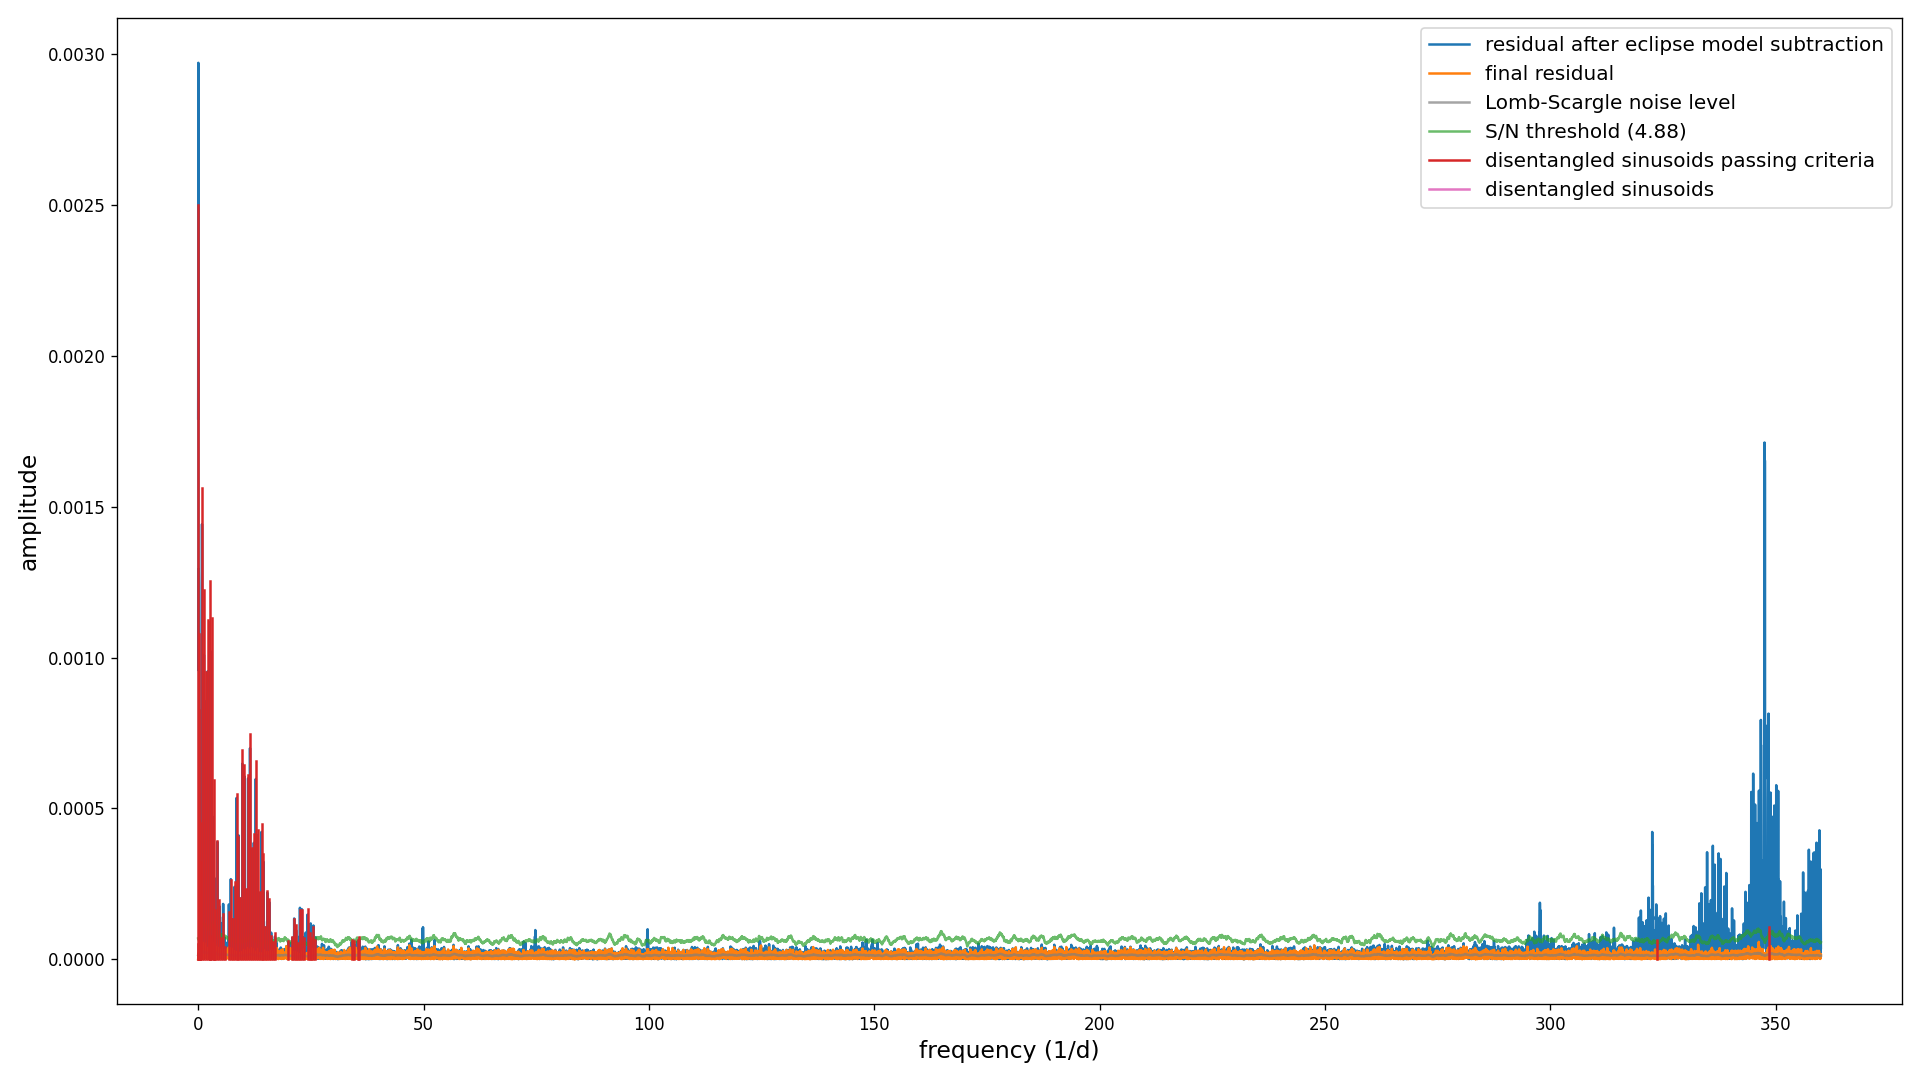 residual after eclipse model subtraction
final residual
Lomb-Scargle noise level
S/N threshold (4.88)
disentangled sinusoids passing criteria
disentangled sinusoids
amplitude
0.0030
0.0025
0.0020
0.0015
0.0010
0.0005
0.0000
0 50 100 150 200 250 300 350
frequency (1/d)